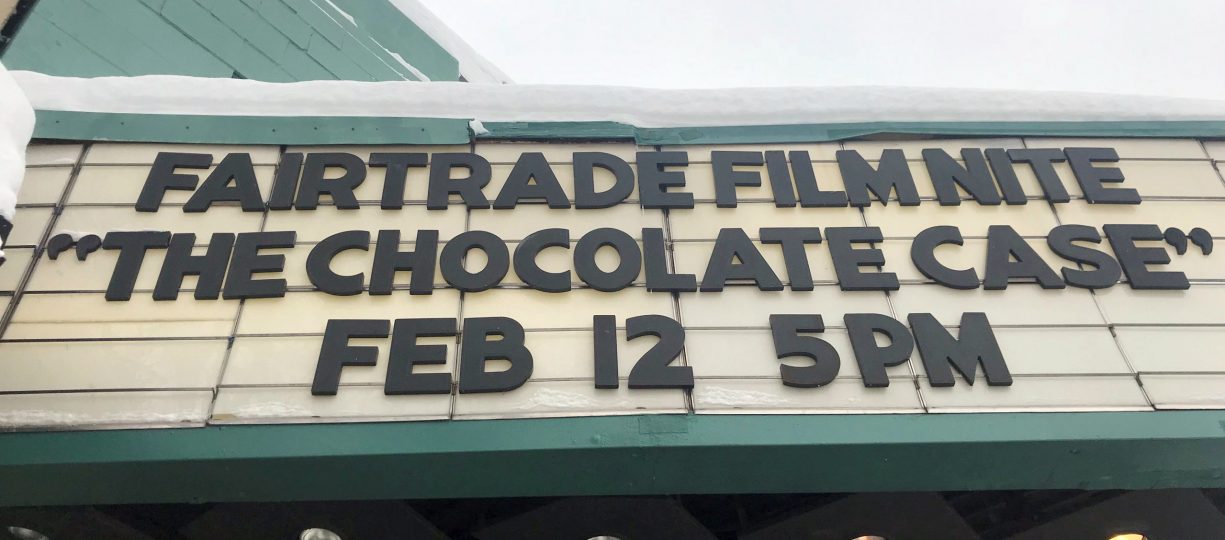 FAIRTRADE FILM NITE
“THE CHOCOLATE CASE”
FEB 12 5PM